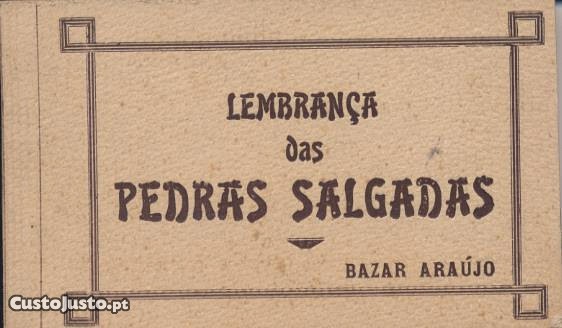 LEMBRANÇA
das
PEDRAS SALGADAS
BAZAR ARAÚJO
CustoJusto.pt